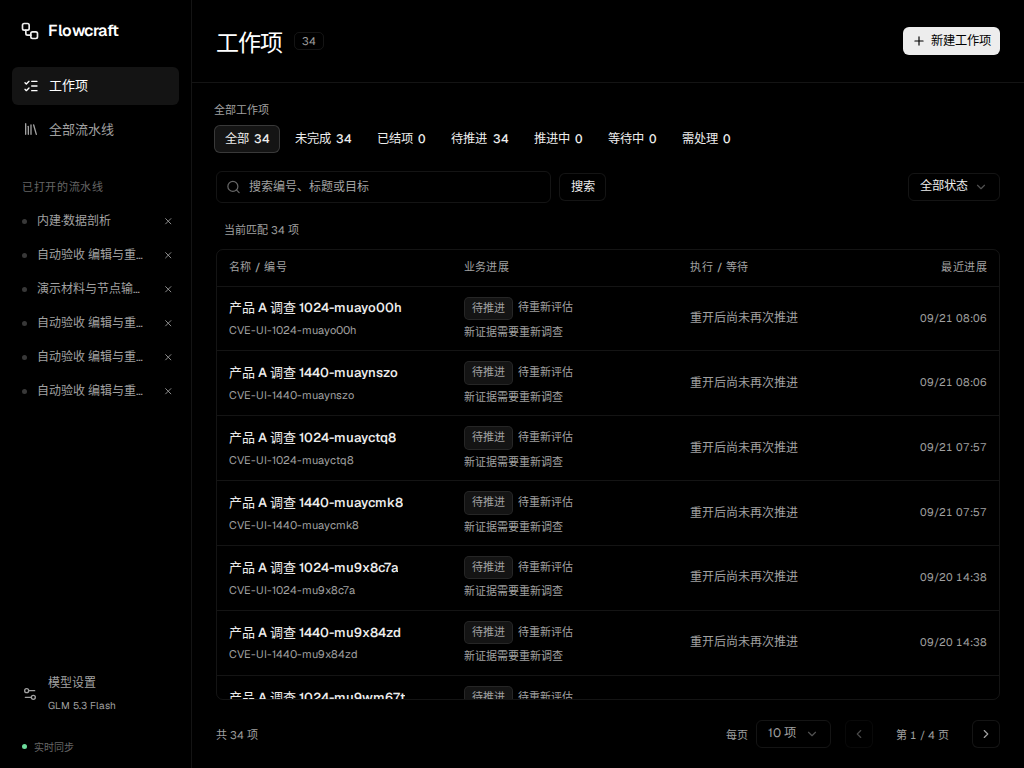 Flowcraft
工作项
全部流水线
已打开的流水线
内建·数据剖析
自动验收 编辑与重...
演示材料与节点输...
自动验收 编辑与重...
自动验收 编辑与重...
自动验收 编辑与重...
模型设置
GLM 5.3 Flash
实时同步
工作项 34
新建工作项
全部工作项
全部 34 未完成 34 已结项 0 待推进 34 推进中 0 等待中 0 需处理 0
搜索编号、标题或目标 搜索 全部状态
当前匹配 34 项
名称 / 编号 业务进展 执行 / 等待 最近进展
产品 A 调查 1024-muayo00h 待推进 待重新评估 重开后尚未再次推进 09/21 08:06
CVE-UI-1024-muayo00h 新证据需要重新调查
产品 A 调查 1440-muaynszo 待推进 待重新评估 重开后尚未再次推进 09/21 08:06
CVE-UI-1440-muaynszo 新证据需要重新调查
产品 A 调查 1024-muayctq8 待推进 待重新评估 重开后尚未再次推进 09/21 07:57
CVE-UI-1024-muayctq8 新证据需要重新调查
产品 A 调查 1440-muaycmk8 待推进 待重新评估 重开后尚未再次推进 09/21 07:57
CVE-UI-1440-muaycmk8 新证据需要重新调查
产品 A 调查 1024-mu9x8c7a 待推进 待重新评估 重开后尚未再次推进 09/20 14:38
CVE-UI-1024-mu9x8c7a 新证据需要重新调查
产品 A 调查 1440-mu9x84zd 待推进 待重新评估 重开后尚未再次推进 09/20 14:38
CVE-UI-1440-mu9x84zd 新证据需要重新调查
产品 A 调查 1024-mu9wm67t 待推进 待重新评估
共 34 项 每页 10 项 第 1 / 4 页